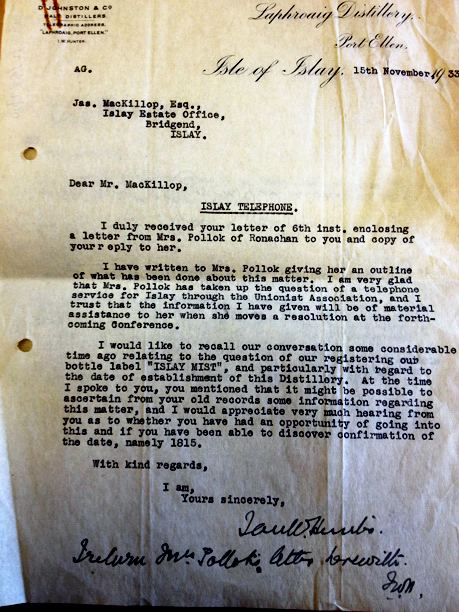 D. JOHNSTON & CO
MALT DISTILLERS.
TELEGRAPHIC ADDRESS.
"LAPHROAIG, PORT ELLEN."
I.W. HUNTER.
Laphroaig Distillery.
Port Ellen.
AG.
Isle of Islay. 15th November, 1933
Jas. MacKillop, Esq.,
Islay Estate Office,
Bridgend,
ISLAY.
Dear Mr. MacKillop,
ISLAY TELEPHONE.
I duly received your letter of 6th inst. enclosing
a letter from Mrs. Pollok of Ronachan to you and copy of
your reply to her.
I have written to Mrs. Pollok giving her an outline
of what has been done about this matter. I am very glad
that Mrs. Pollok has taken up the question of a telephone
service for Islay through the Unionist Association, and I
trust that the information I have given will be of material
assistance to her when she moves a resolution at the forth-
coming Conference.
I would like to recall our conversation some considerable
time ago relating to the question of our registering our
bottle label "ISLAY MIST", and particularly with regard to
the date of establishment of this Distillery. At the time
I spoke to you, you mentioned that it might be possible to
ascertain from your old records some information regarding
this matter, and I would appreciate very much hearing from
you as to whether you have had an opportunity of going into
this and if you have been able to discover confirmation of
the date, namely 1815.
With kind regards,
I am,
Yours sincerely,
Ian W. Hunter.
I return Mrs Pollok's letter herewith.